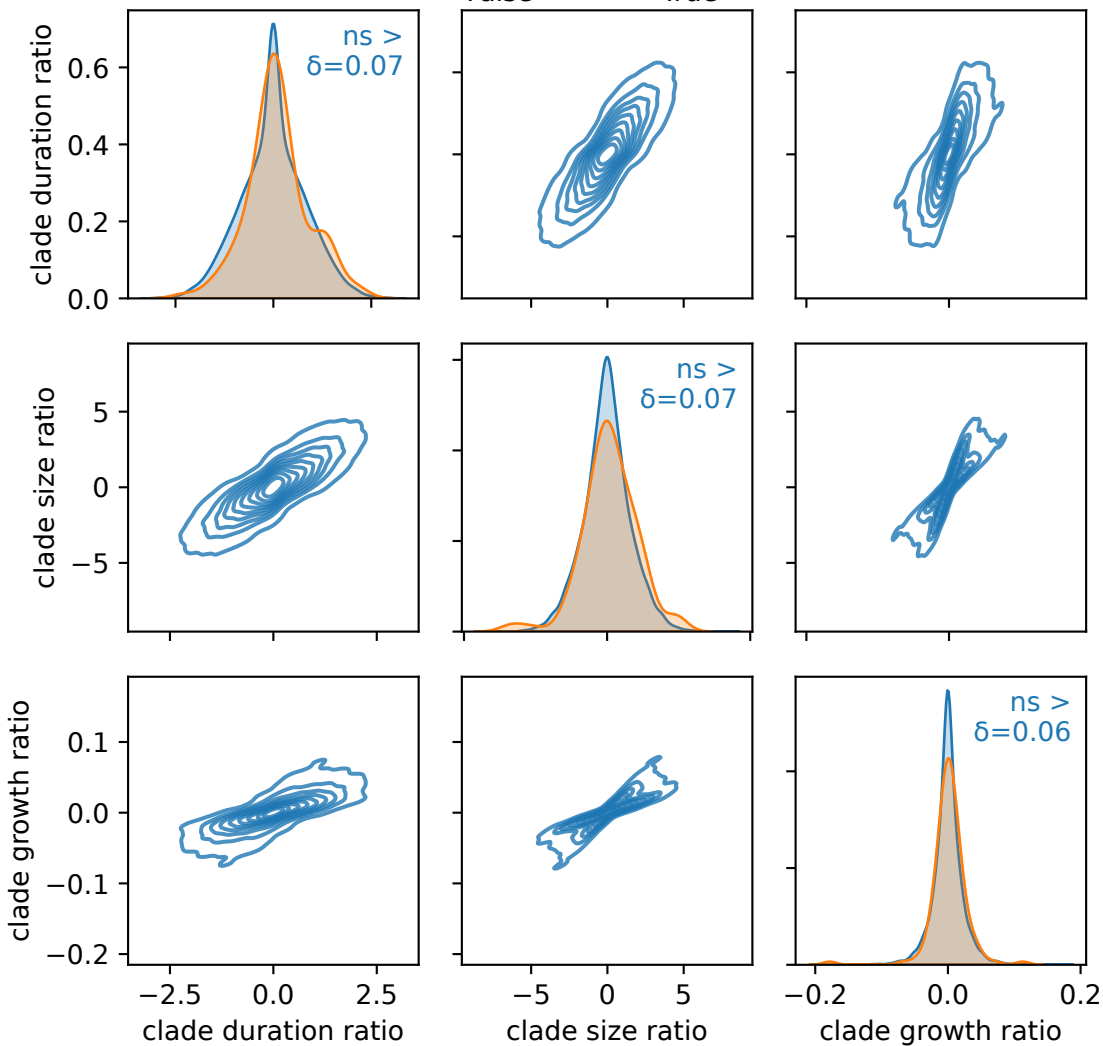 clade duration ratio
0.6
0.4
0.2
0.0
ns >
δ=0.07
clade size ratio
5
0
−5
ns >
δ=0.07
clade growth ratio
0.1
0.0
−0.1
−0.2
ns >
δ=0.06
−2.5 0.0 2.5
−5 0 5
−0.2 0.0 0.2
clade duration ratio
clade size ratio
clade growth ratio